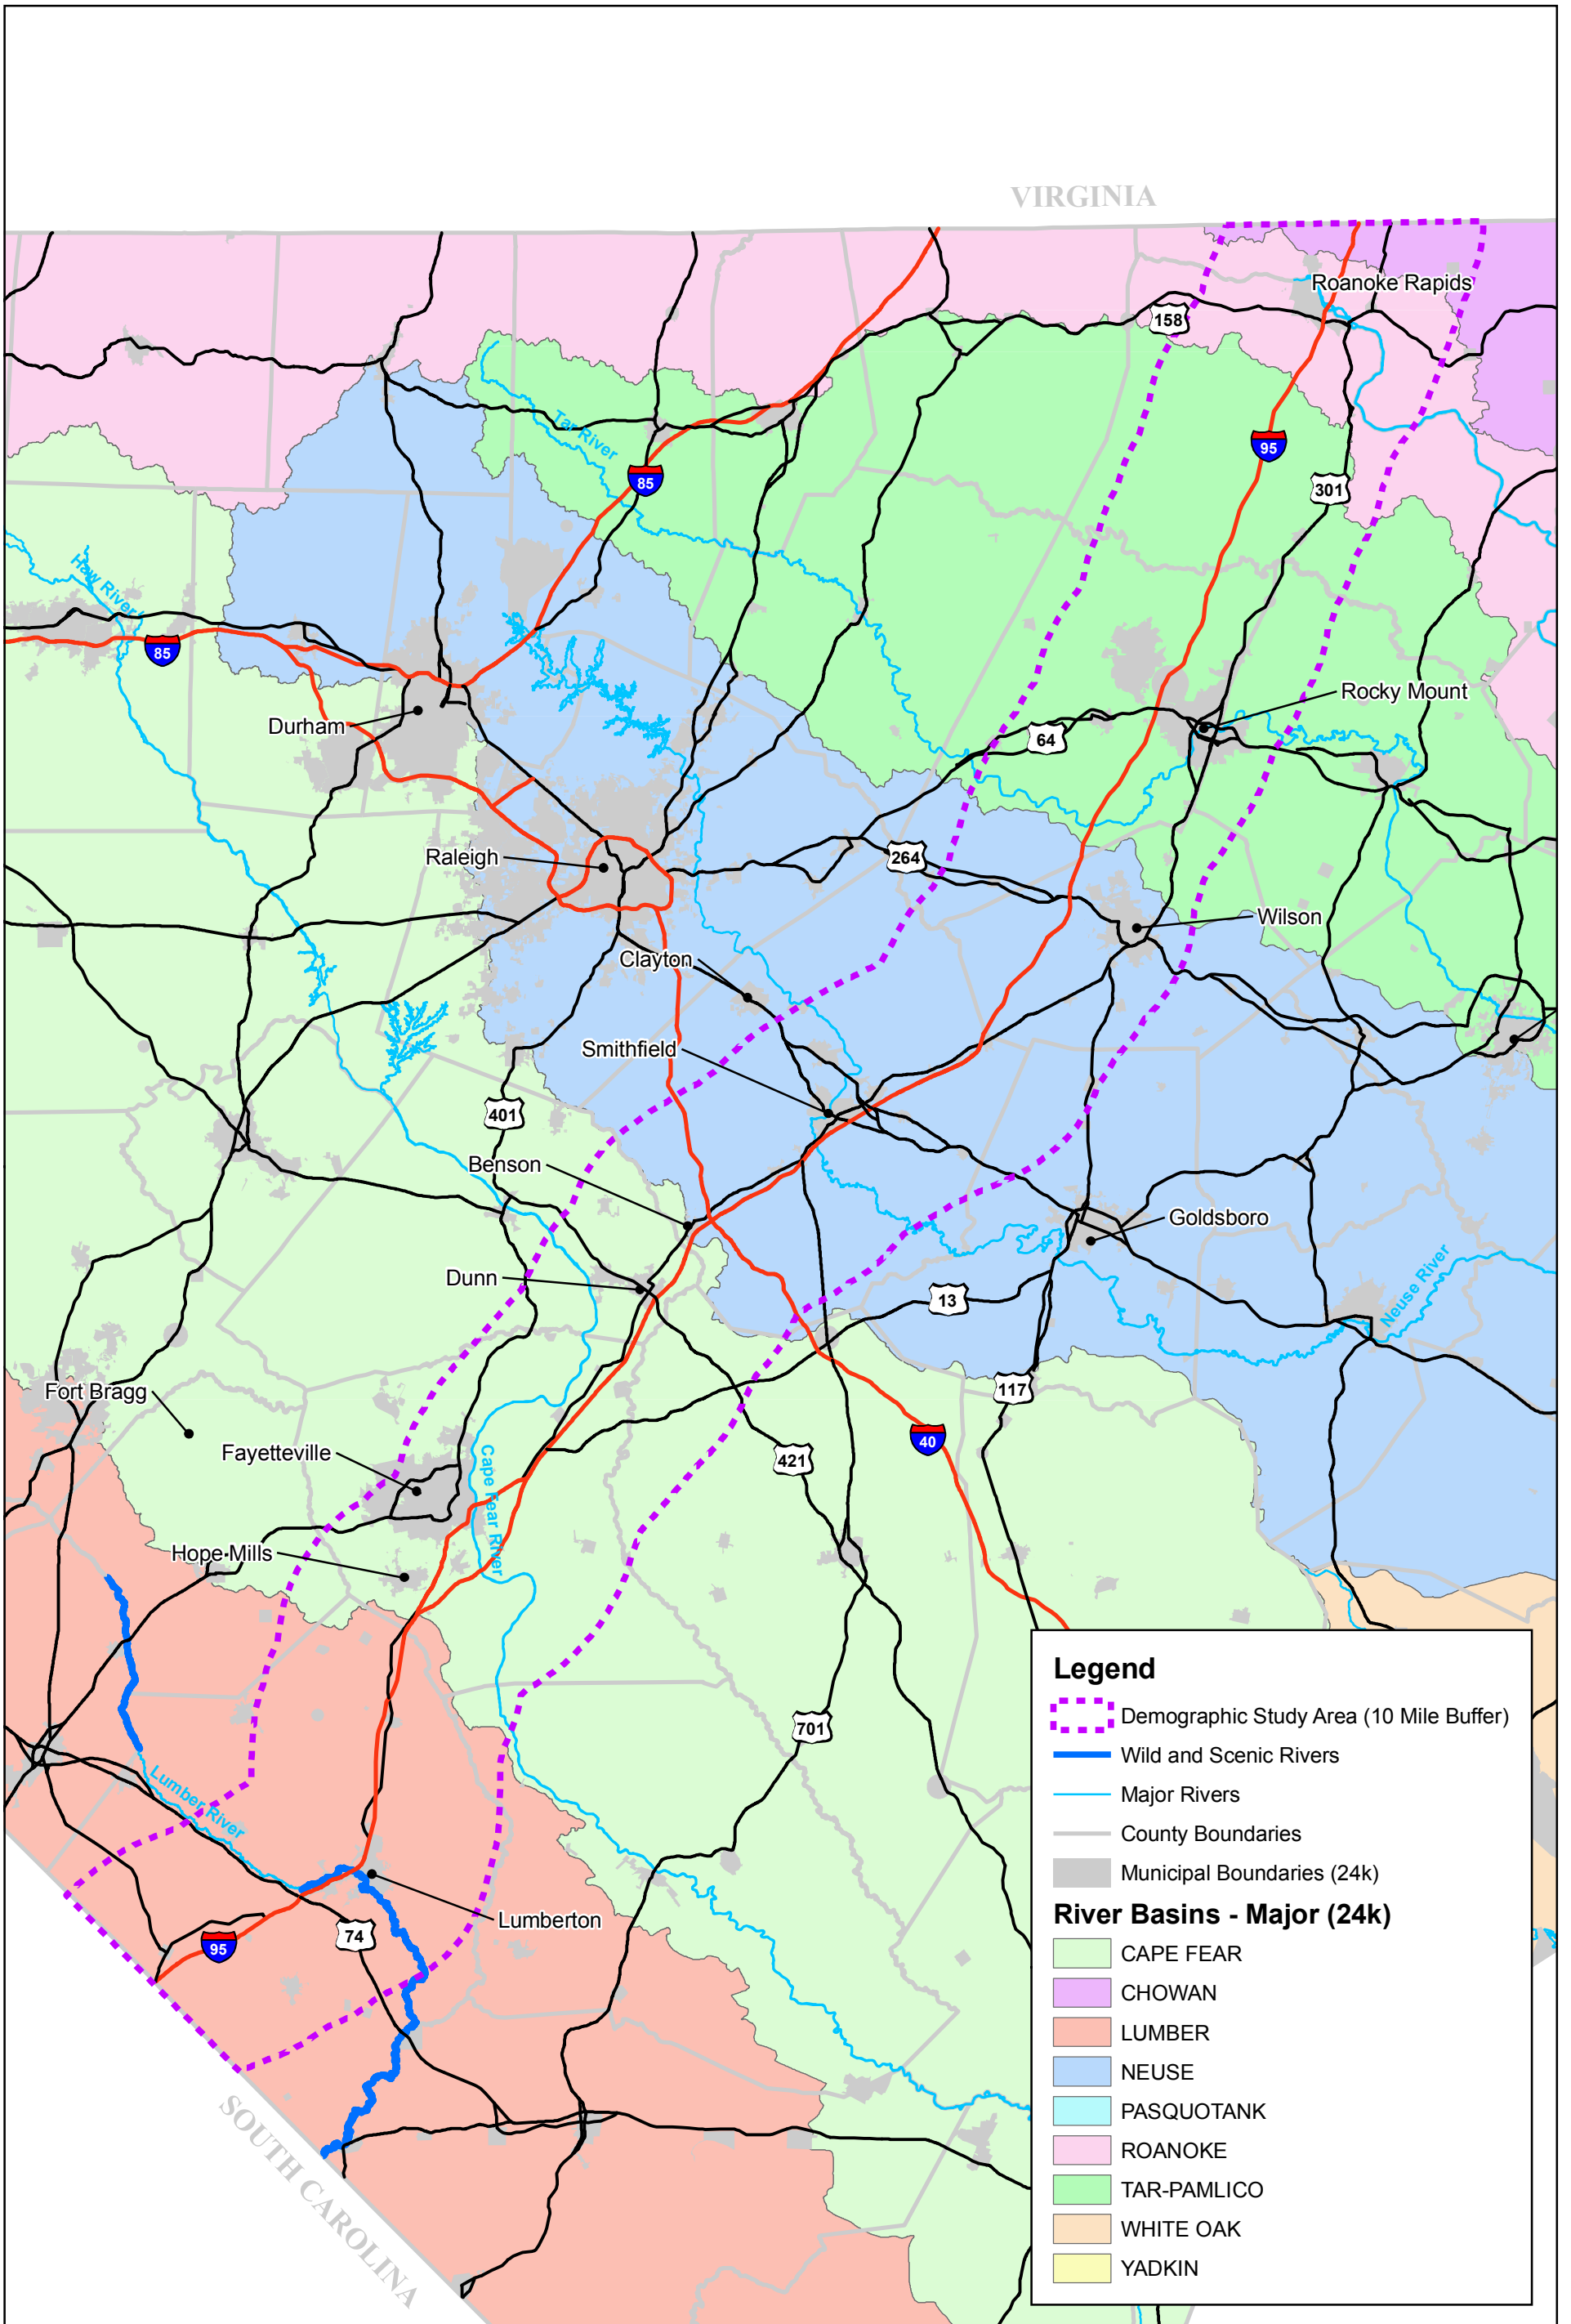 VIRGINIA
Roanoke Rapids
158
Tar River
95
85
301
Haw River
85
Rocky Mount
Durham
64
Raleigh
264
Wilson
Clayton
Smithfield
401
Benson
Goldsboro
Dunn
13
Neuse River
Fort Bragg
117
Fayetteville
40
421
Cape Fear River
Hope Mills
701
Lumber River
Lumberton
74
95
SOUTH CAROLINA
Legend
Demographic Study Area (10 Mile Buffer)
Wild and Scenic Rivers
Major Rivers
County Boundaries
Municipal Boundaries (24k)
River Basins - Major (24k)
CAPE FEAR
CHOWAN
LUMBER
NEUSE
PASQUOTANK
ROANOKE
TAR-PAMLICO
WHITE OAK
YADKIN